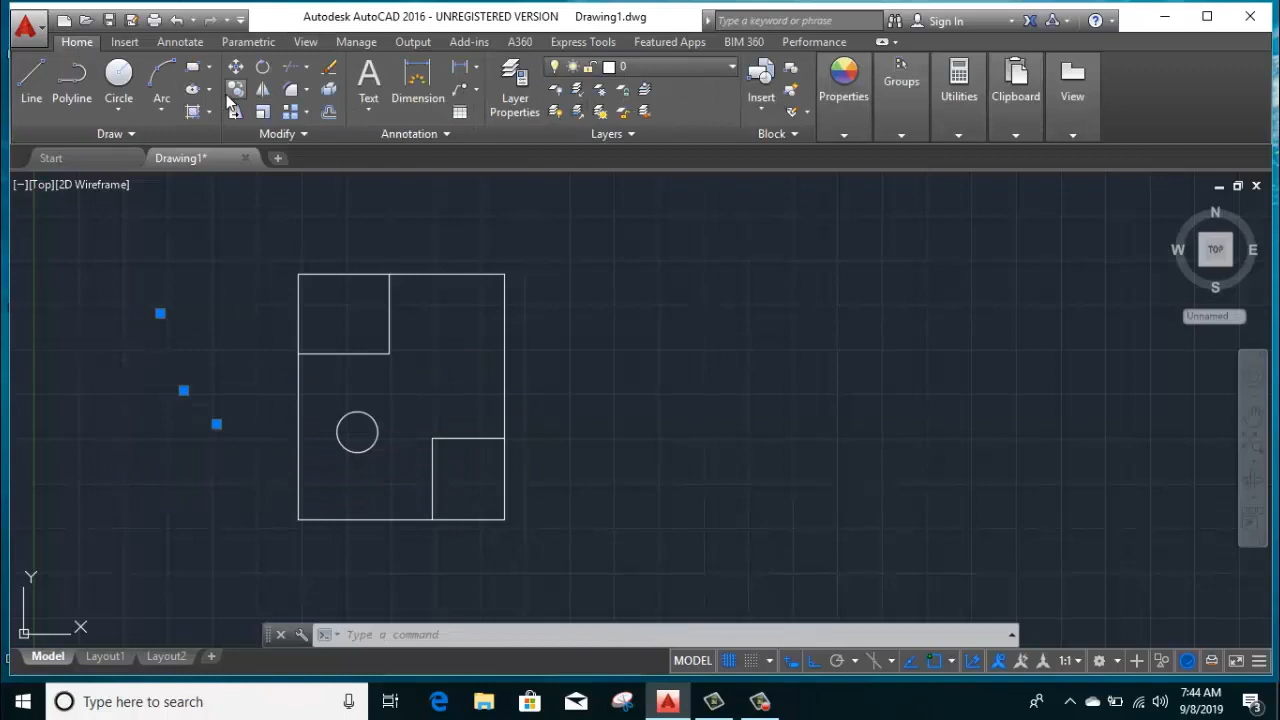 Autodesk AutoCAD 2016 - UNREGISTERED VERSION Drawing1.dwg Type a keyword or phrase Sign In
Home Insert Annotate Parametric View Manage Output Add-ins A360 Express Tools Featured Apps BIM 360 Performance
Line Polyline Circle Arc Text Dimension Layer Properties 0 Insert Properties Groups Utilities Clipboard View
Draw Modify Annotation Layers Block
Start Drawing1* +
[−][Top][2D Wireframe]
N
W TOP E
S
Unnamed
Y
X
Type a command
Model Layout1 Layout2 + MODEL 1:1
Type here to search
7:44 AM
9/8/2019
3